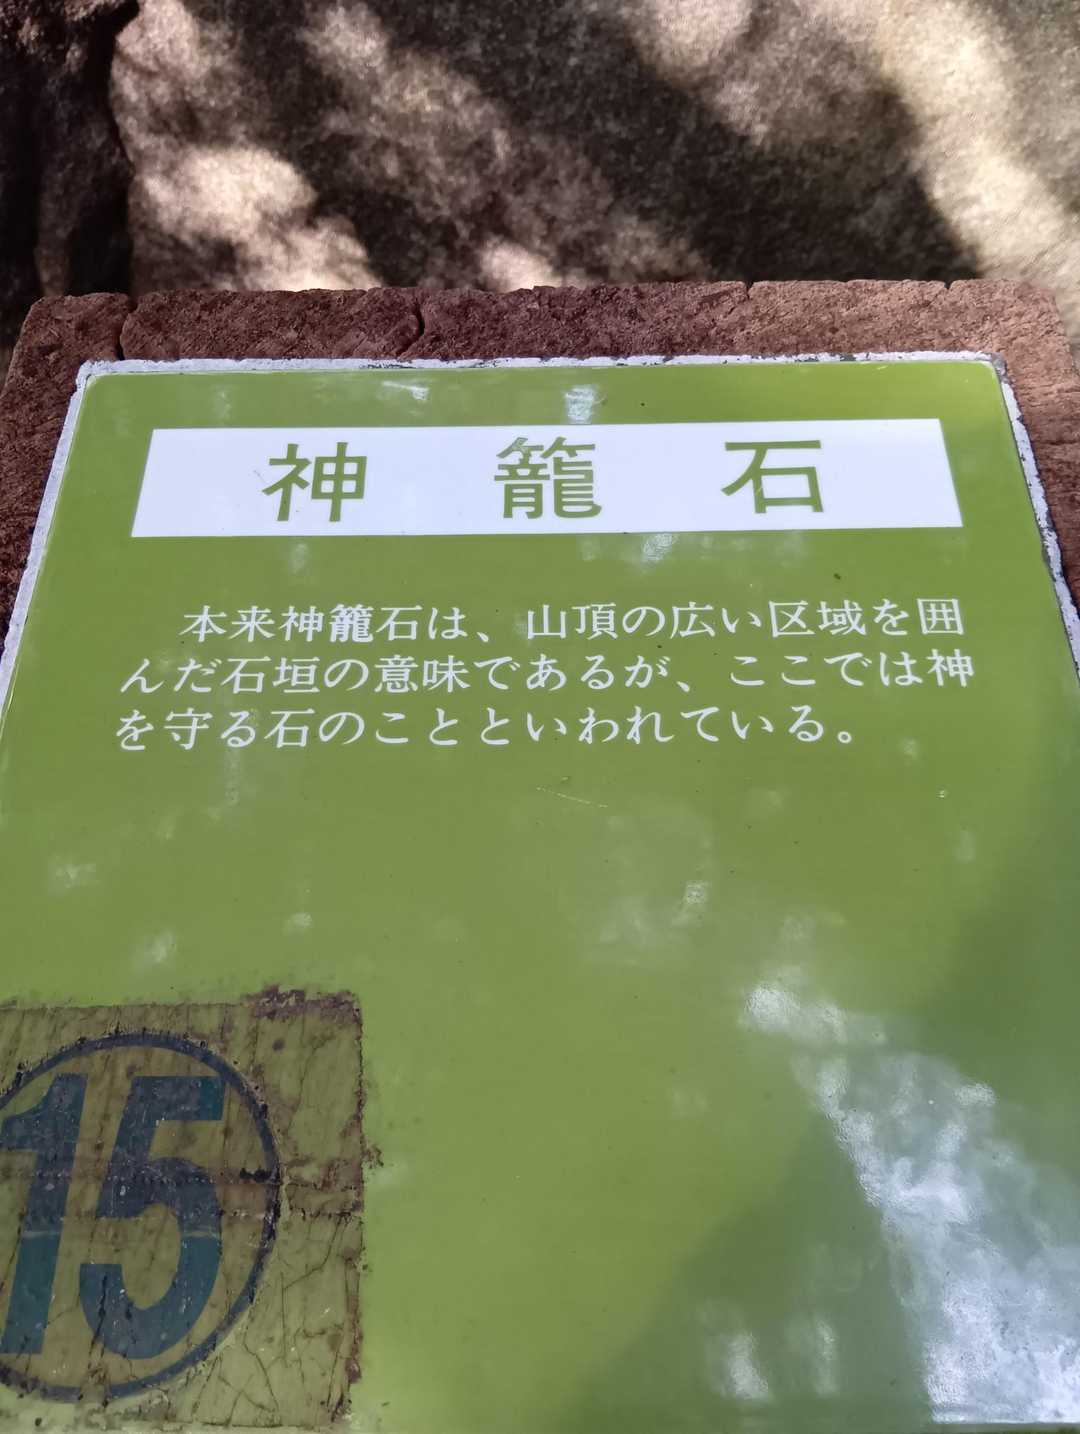 神籠石
本来神籠石は、山頂の広い区域を囲
んだ石垣の意味であるが、ここでは神
を守る石のことといわれている。
15